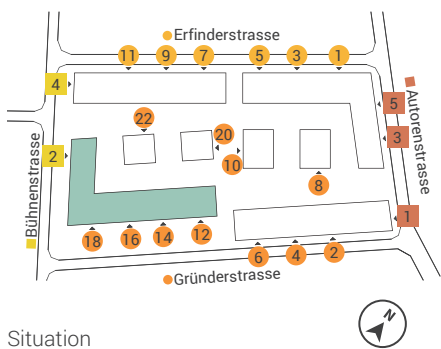 Erfinderstrasse
11 9 7 5 3 1
4
5
Autorenstrasse
22
20
3
2
10
8
Bühnenstrasse
1
18 16 14 12
6 4 2
Gründerstrasse
N
Situation